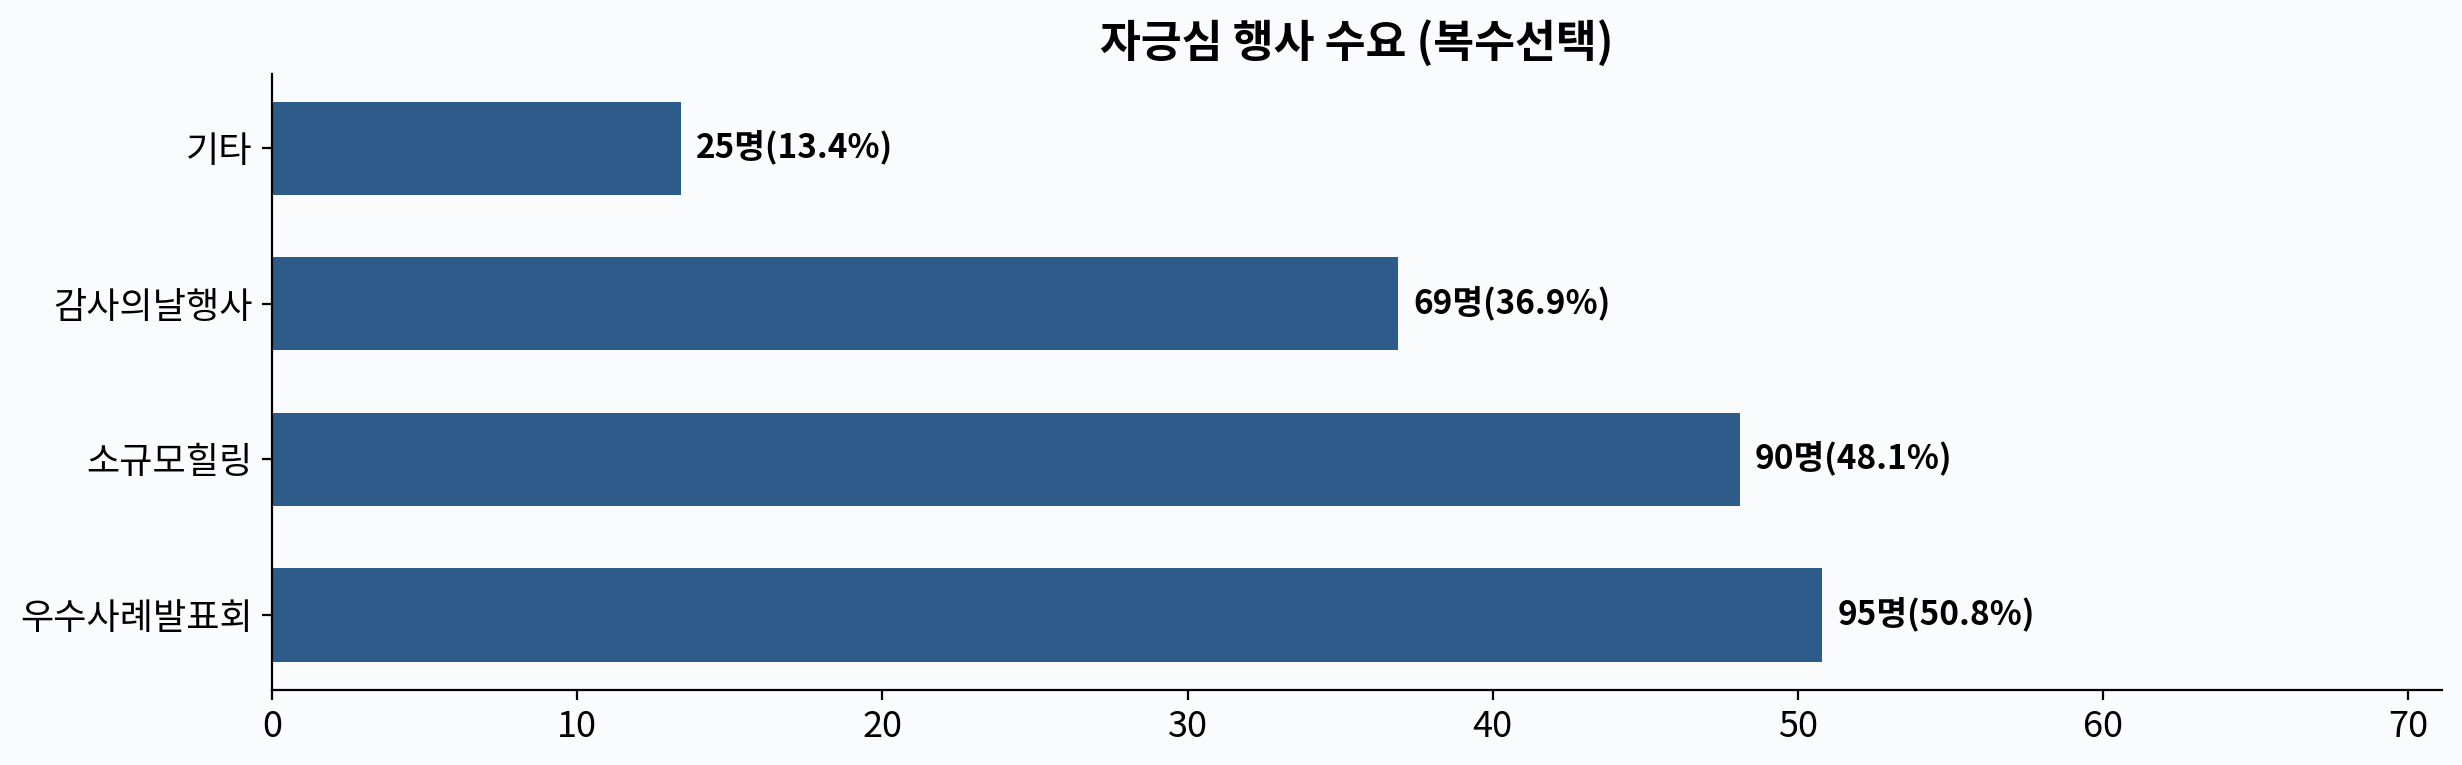 자긍심 행사 수요 (복수선택)
기타 25명(13.4%)
감사의날행사 69명(36.9%)
소규모힐링 90명(48.1%)
우수사례발표회 95명(50.8%)
0 10 20 30 40 50 60 70